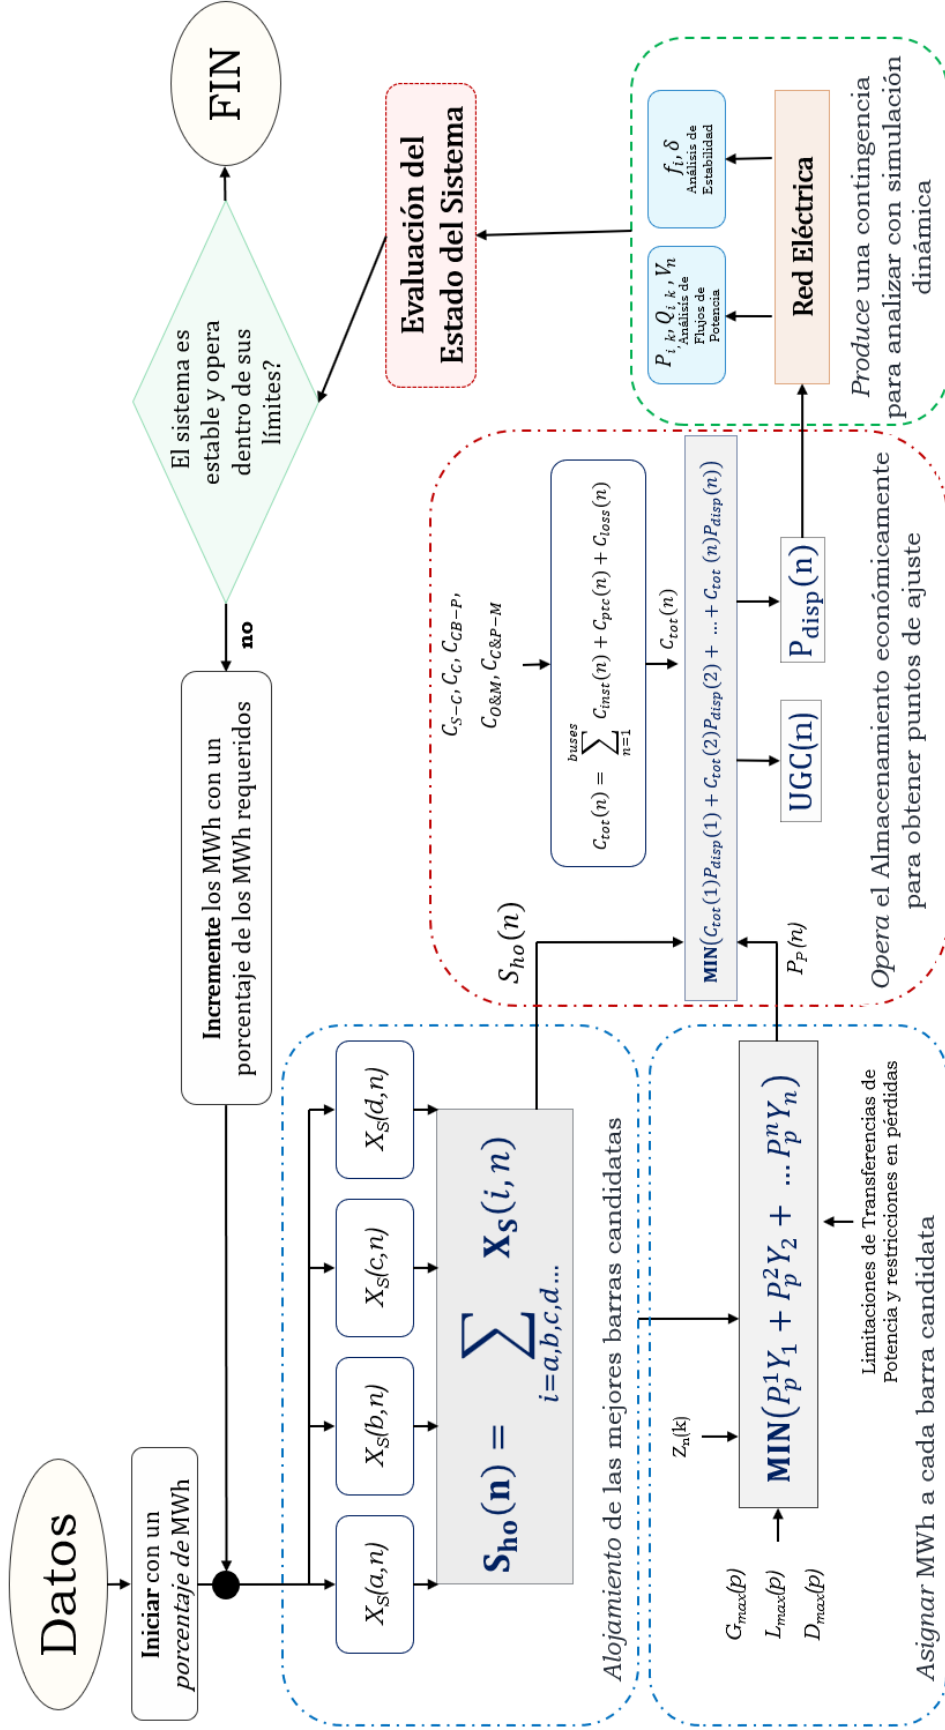 Datos
Iniciar con un
porcentaje de MWh
Incremente los MWh con un
porcentaje de los MWh requeridos
no
El sistema es
estable y opera
dentro de sus
límites?
FIN
X_S(a,n)
X_S(b,n)
X_S(c,n)
X_S(d,n)
S_ho(n) = ∑_{i=a,b,c,d...} X_S(i, n)
Alojamiento de las mejores barras candidatas
S_ho(n)
G_max(p)
L_max(p)
D_max(p)
Z_n(k)
MIN(P_p^1 Y_1 + P_p^2 Y_2 + ... P_p^n Y_n)
Limitaciones de Transferencias de
Potencia y restricciones en pérdidas
Asignar MWh a cada barra candidata
P_P(n)
C_{S−C}, C_C, C_{CB−P},
C_{O&M}, C_{C&P−M}
C_tot(n) = ∑_{n=1}^{buses} C_inst(n) + C_ptc(n) + C_loss(n)
C_tot(n)
MIN(C_tot(1)P_disp(1) + C_tot(2)P_disp(2) + ... + C_tot (n)P_disp(n))
UGC(n)
P_disp(n)
Opera el Almacenamiento económicamente
para obtener puntos de ajuste
Evaluación del
Estado del Sistema
P_{i_k}, Q_{i_k}, V_n
Análisis de
Flujos de
Potencia
f_i, δ
Análisis de
Estabilidad
Red Eléctrica
Produce una contingencia
para analizar con simulación
dinámica